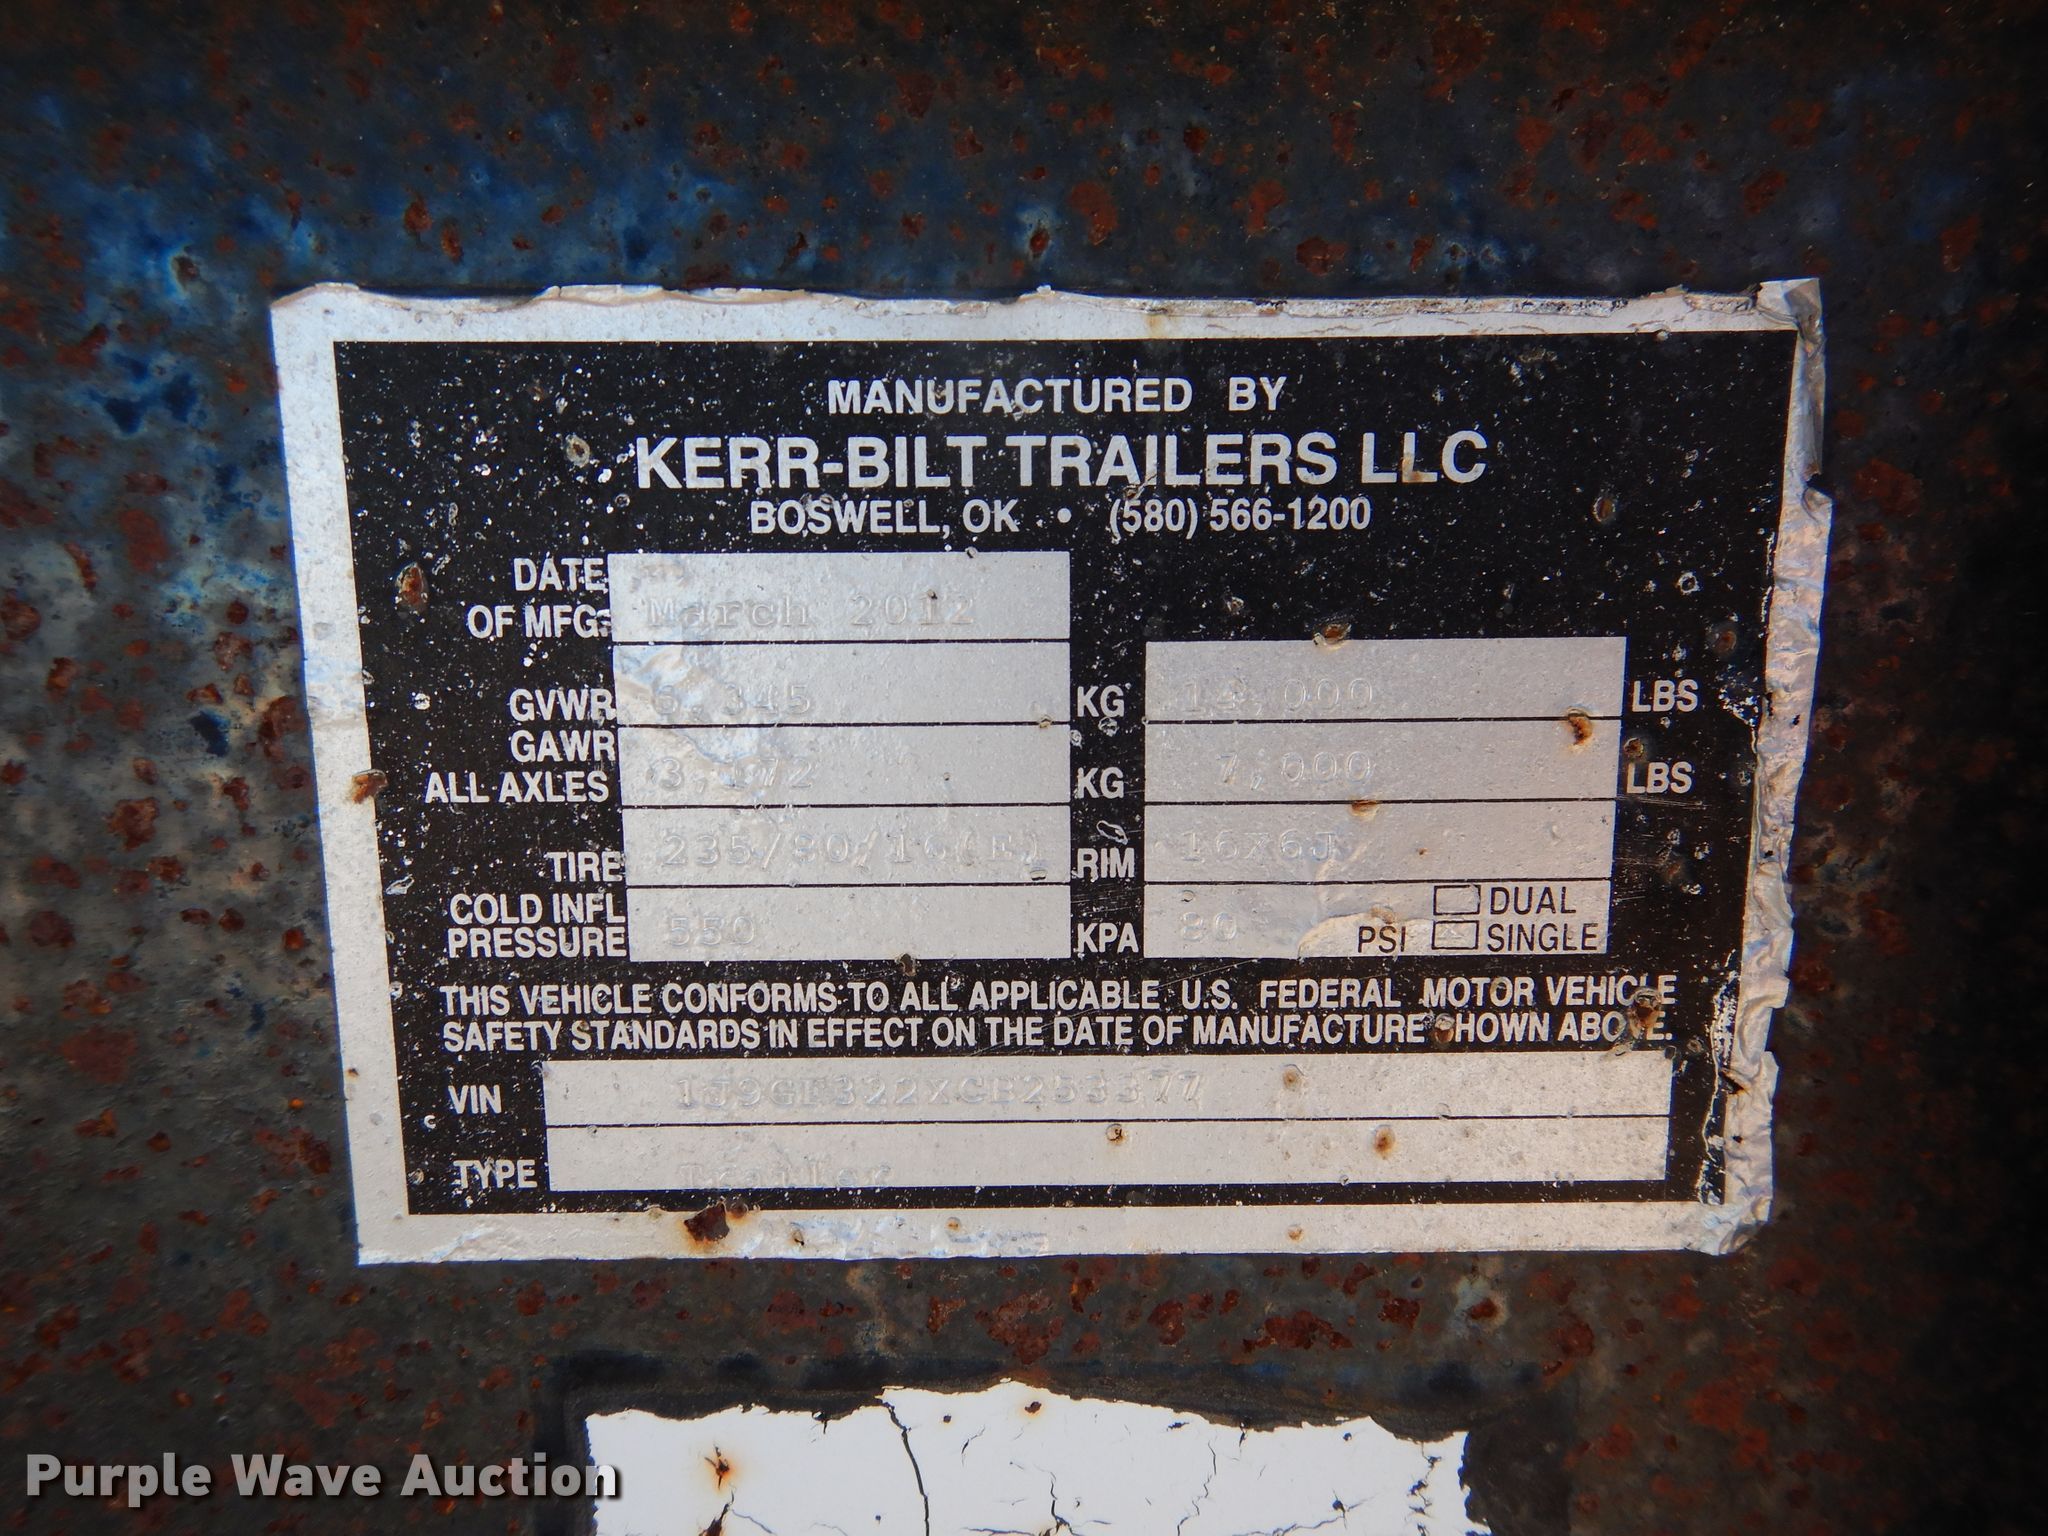 MANUFACTURED BY
KERR-BILT TRAILERS LLC
BOSWELL, OK • (580) 566-1200
DATE
OF MFG: March 2012
GVWR 6,345 KG 14,000 LBS
GAWR
ALL AXLES 3,172 KG 7,000 LBS
TIRE 235/80/16(E) RIM 16X6J
COLD INFL DUAL
PRESSURE 550 KPA 80 PSI SINGLE
THIS VEHICLE CONFORMS TO ALL APPLICABLE U.S. FEDERAL MOTOR VEHICLE
SAFETY STANDARDS IN EFFECT ON THE DATE OF MANUFACTURE SHOWN ABOVE.
VIN
TYPE Trailer
Purple Wave Auction